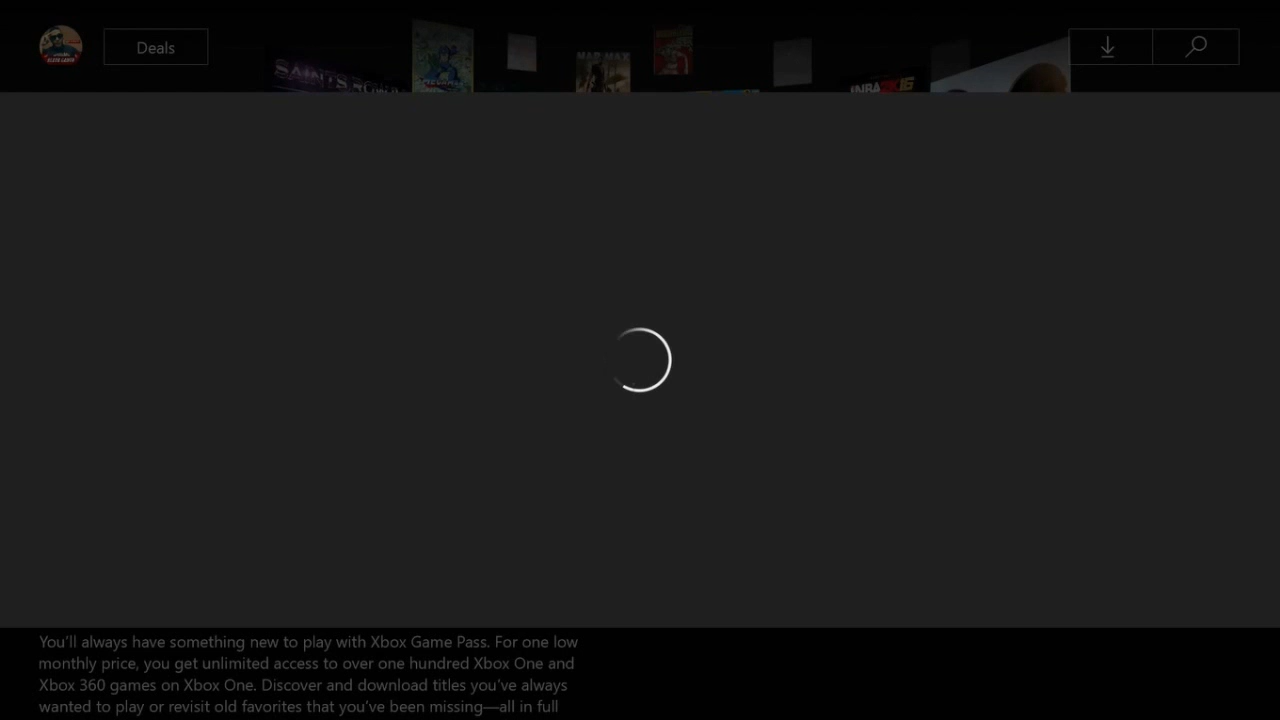 Deals
SAINTS ROW
MAD MAX
NBA 2K16
You'll always have something new to play with Xbox Game Pass. For one low
monthly price, you get unlimited access to over one hundred Xbox One and
Xbox 360 games on Xbox One. Discover and download titles you've always
wanted to play or revisit old favorites that you've been missing—all in full